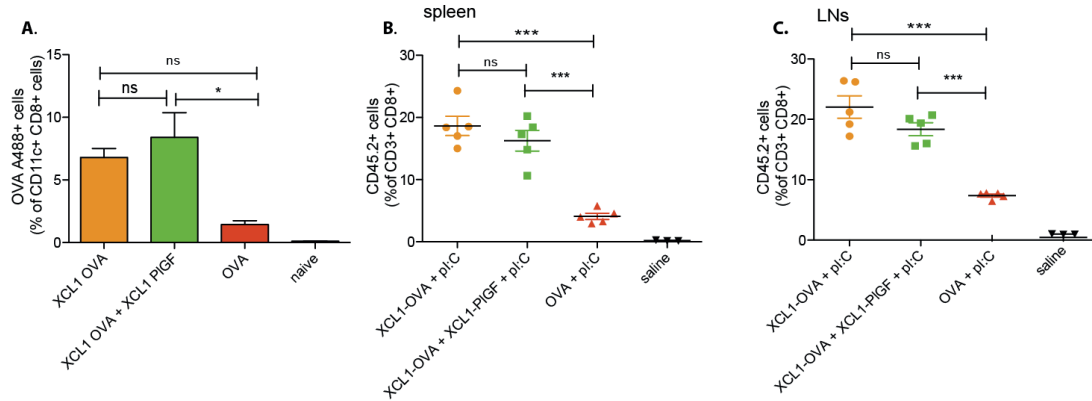 A.
OVA A488+ cells
(% of CD11c+ CD8+ cells)
15
10
5
0
ns
ns
*
XCL1 OVA
XCL1 OVA + XCL1 PIGF
OVA
naive
B.
spleen
CD45.2+ cells
(%of CD3+ CD8+)
30
20
10
0
***
ns
***
XCL1-OVA + pI:C
XCL1-OVA + XCL1-PIGF + pI:C
OVA + pI:C
saline
C.
LNs
CD45.2+ cells
(%of CD3+ CD8+)
30
20
10
0
***
ns
***
XCL1-OVA + pI:C
XCL1-OVA + XCL1-PIGF + pI:C
OVA + pI:C
saline